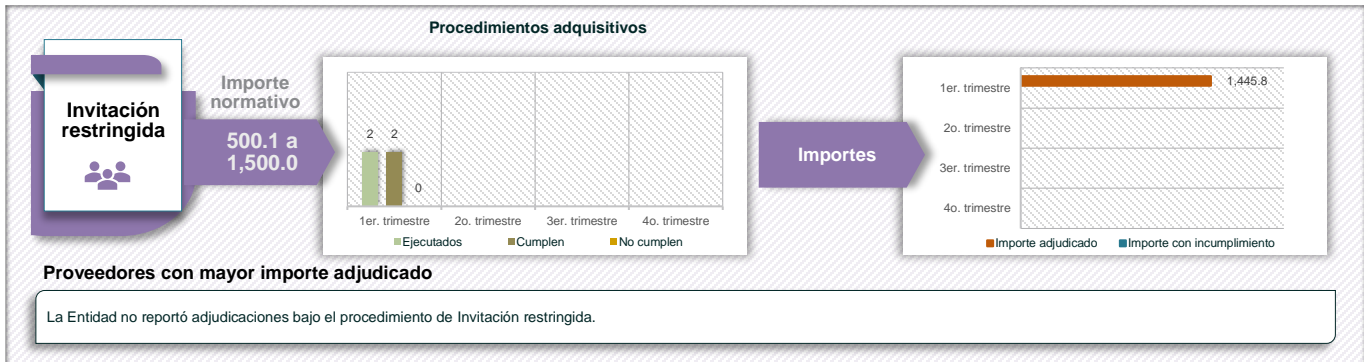 Procedimientos adquisitivos
Invitación
restringida
Importe
normativo
500.1 a
1,500.0
2
2
0
1er. trimestre
2o. trimestre
3er. trimestre
4o. trimestre
Ejecutados
Cumplen
No cumplen
Importes
1er. trimestre
1,445.8
2o. trimestre
3er. trimestre
4o. trimestre
Importe adjudicado
Importe con incumplimiento
Proveedores con mayor importe adjudicado
La Entidad no reportó adjudicaciones bajo el procedimiento de Invitación restringida.